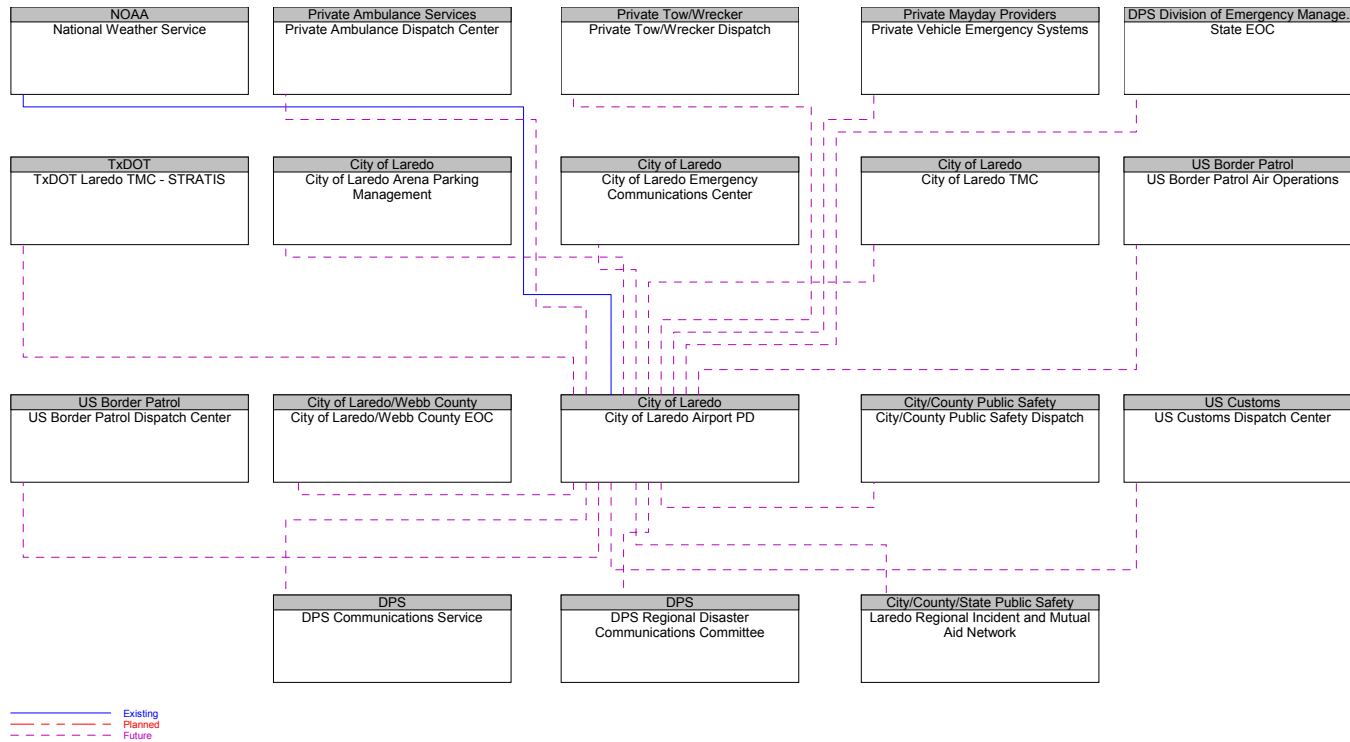 NOAA
National Weather Service
Private Ambulance Services
Private Ambulance Dispatch Center
Private Tow/Wrecker
Private Tow/Wrecker Dispatch
Private Mayday Providers
Private Vehicle Emergency Systems
DPS Division of Emergency Manage..
State EOC
TxDOT
TxDOT Laredo TMC - STRATIS
City of Laredo
City of Laredo Arena Parking
Management
City of Laredo
City of Laredo Emergency
Communications Center
City of Laredo
City of Laredo TMC
US Border Patrol
US Border Patrol Air Operations
US Border Patrol
US Border Patrol Dispatch Center
City of Laredo/Webb County
City of Laredo/Webb County EOC
City of Laredo
City of Laredo Airport PD
City/County Public Safety
City/County Public Safety Dispatch
US Customs
US Customs Dispatch Center
DPS
DPS Communications Service
DPS
DPS Regional Disaster
Communications Committee
City/County/State Public Safety
Laredo Regional Incident and Mutual
Aid Network
Existing
Planned
Future